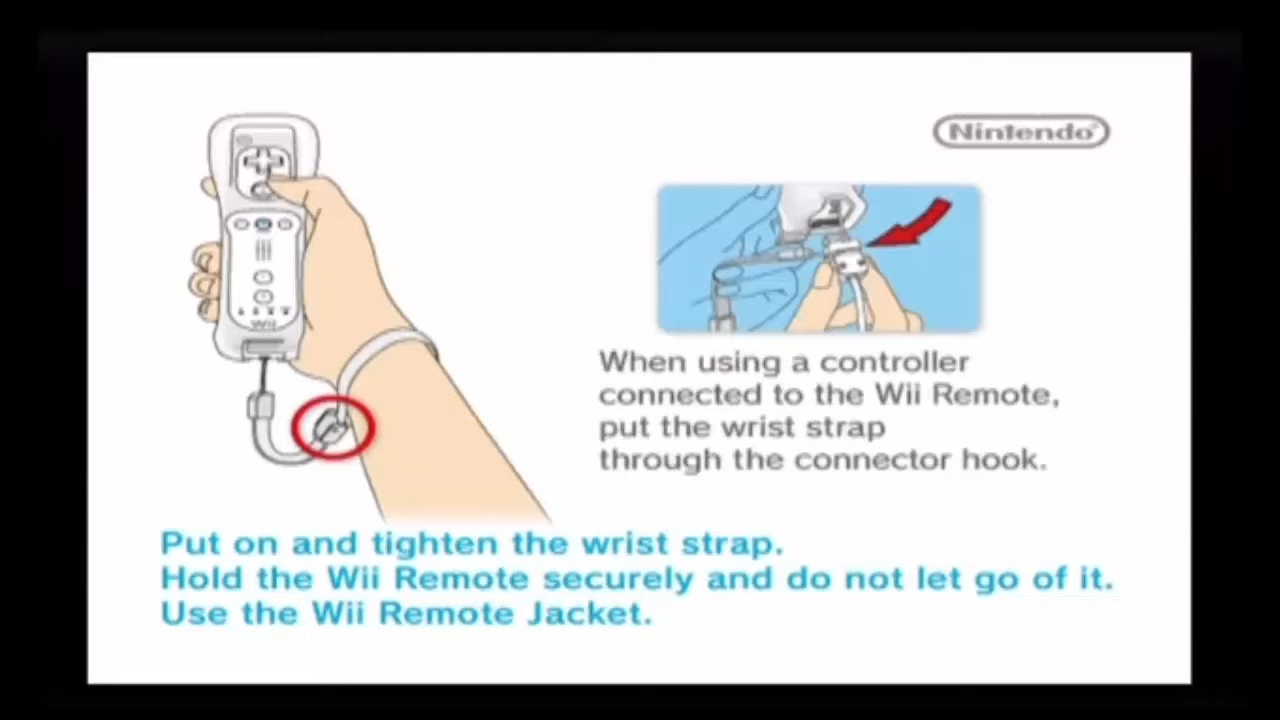 Nintendo®
Wii
When using a controller
connected to the Wii Remote,
put the wrist strap
through the connector hook.
Put on and tighten the wrist strap.
Hold the Wii Remote securely and do not let go of it.
Use the Wii Remote Jacket.